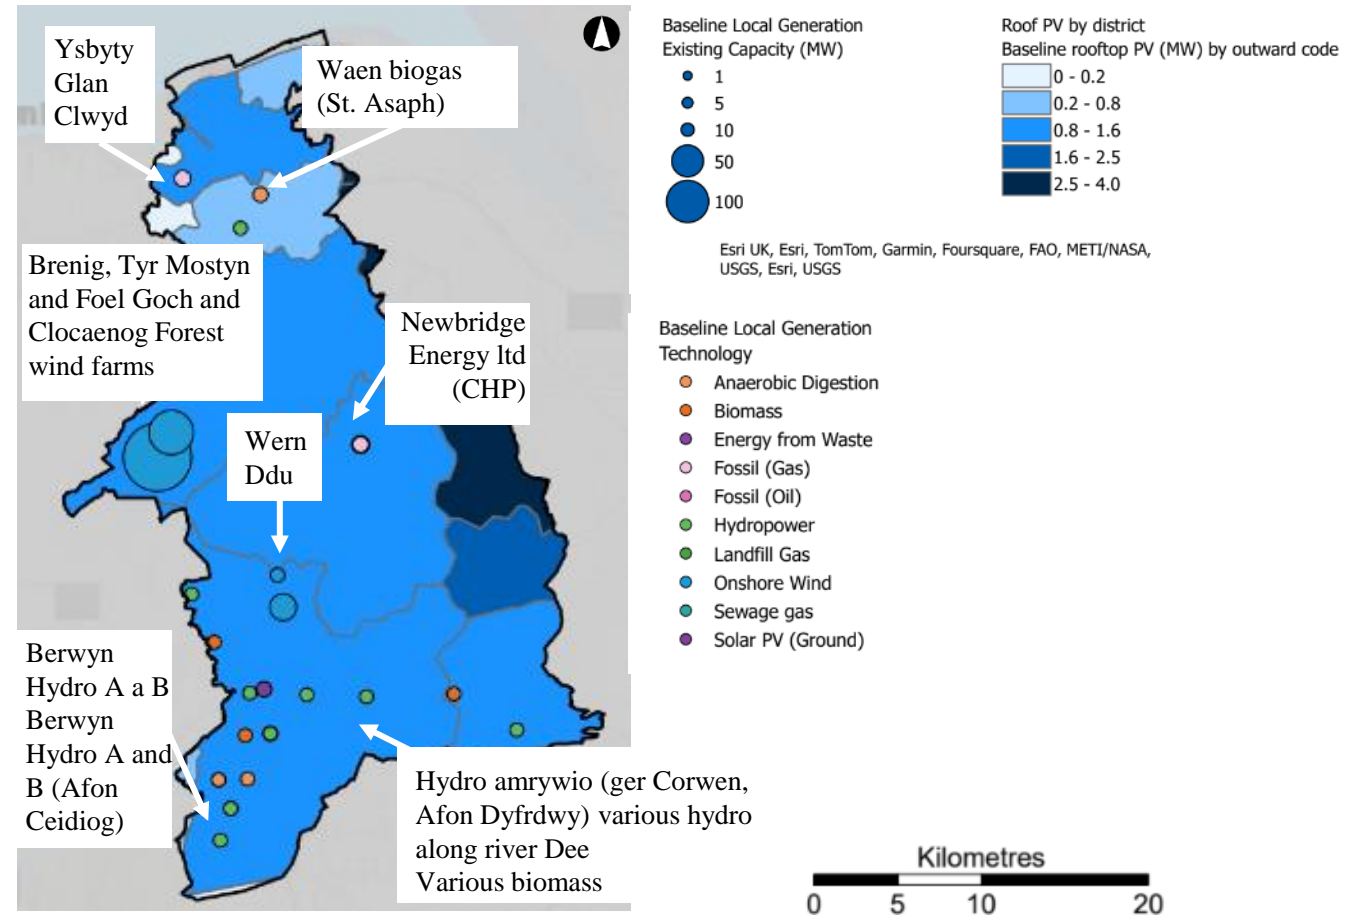 Ysbyty
Glan
Clwyd
Waen biogas
(St. Asaph)
Brenig, Tyr Mostyn
and Foel Goch and
Clocaenog Forest
wind farms
Newbridge
Energy ltd
(CHP)
Wern
Ddu
Berwyn
Hydro A a B
Berwyn
Hydro A and
B (Afon
Ceidiog)
Hydro amrywio (ger Corwen,
Afon Dyfrdwy) various hydro
along river Dee
Various biomass
Baseline Local Generation
Existing Capacity (MW)
1
5
10
50
100
Roof PV by district
Baseline rooftop PV (MW) by outward code
0 - 0.2
0.2 - 0.8
0.8 - 1.6
1.6 - 2.5
2.5 - 4.0
Esri UK, Esri, TomTom, Garmin, Foursquare, FAO, METI/NASA,
USGS, Esri, USGS
Baseline Local Generation
Technology
Anaerobic Digestion
Biomass
Energy from Waste
Fossil (Gas)
Fossil (Oil)
Hydropower
Landfill Gas
Onshore Wind
Sewage gas
Solar PV (Ground)
Kilometres
0 5 10 20